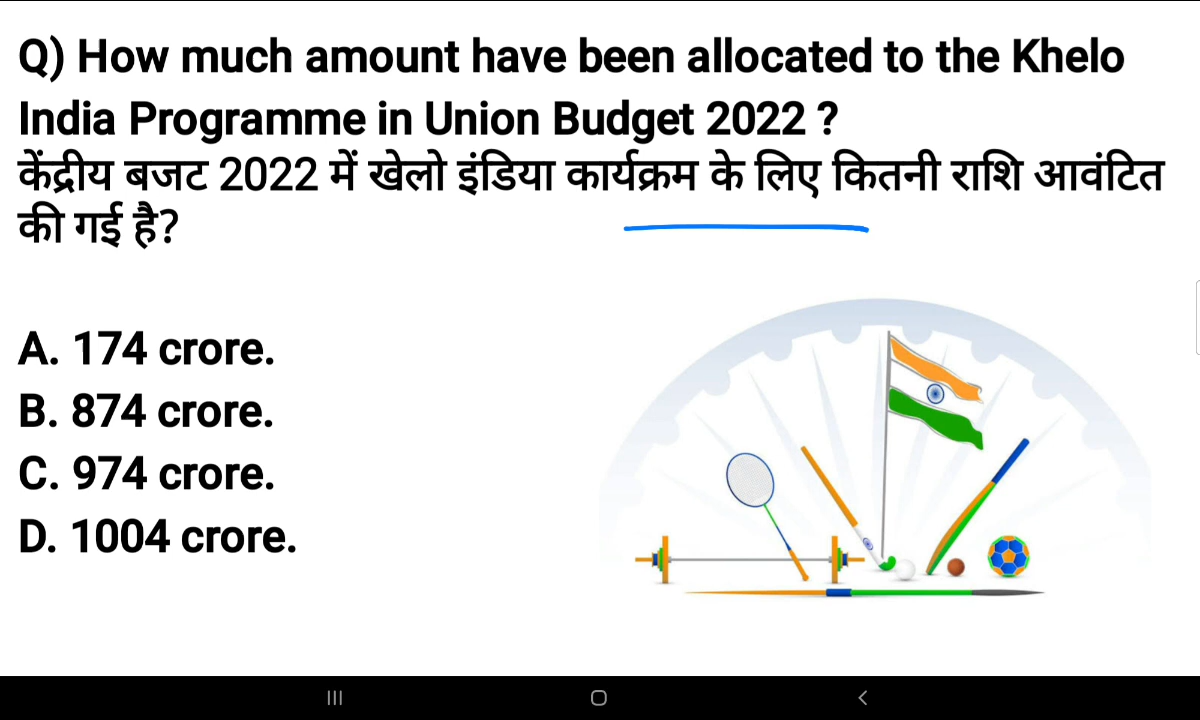 Q) How much amount have been allocated to the Khelo
India Programme in Union Budget 2022 ?
केंद्रीय बजट 2022 में खेलो इंडिया कार्यक्रम के लिए कितनी राशि आवंटित
की गई है?
A. 174 crore.
B. 874 crore.
C. 974 crore.
D. 1004 crore.